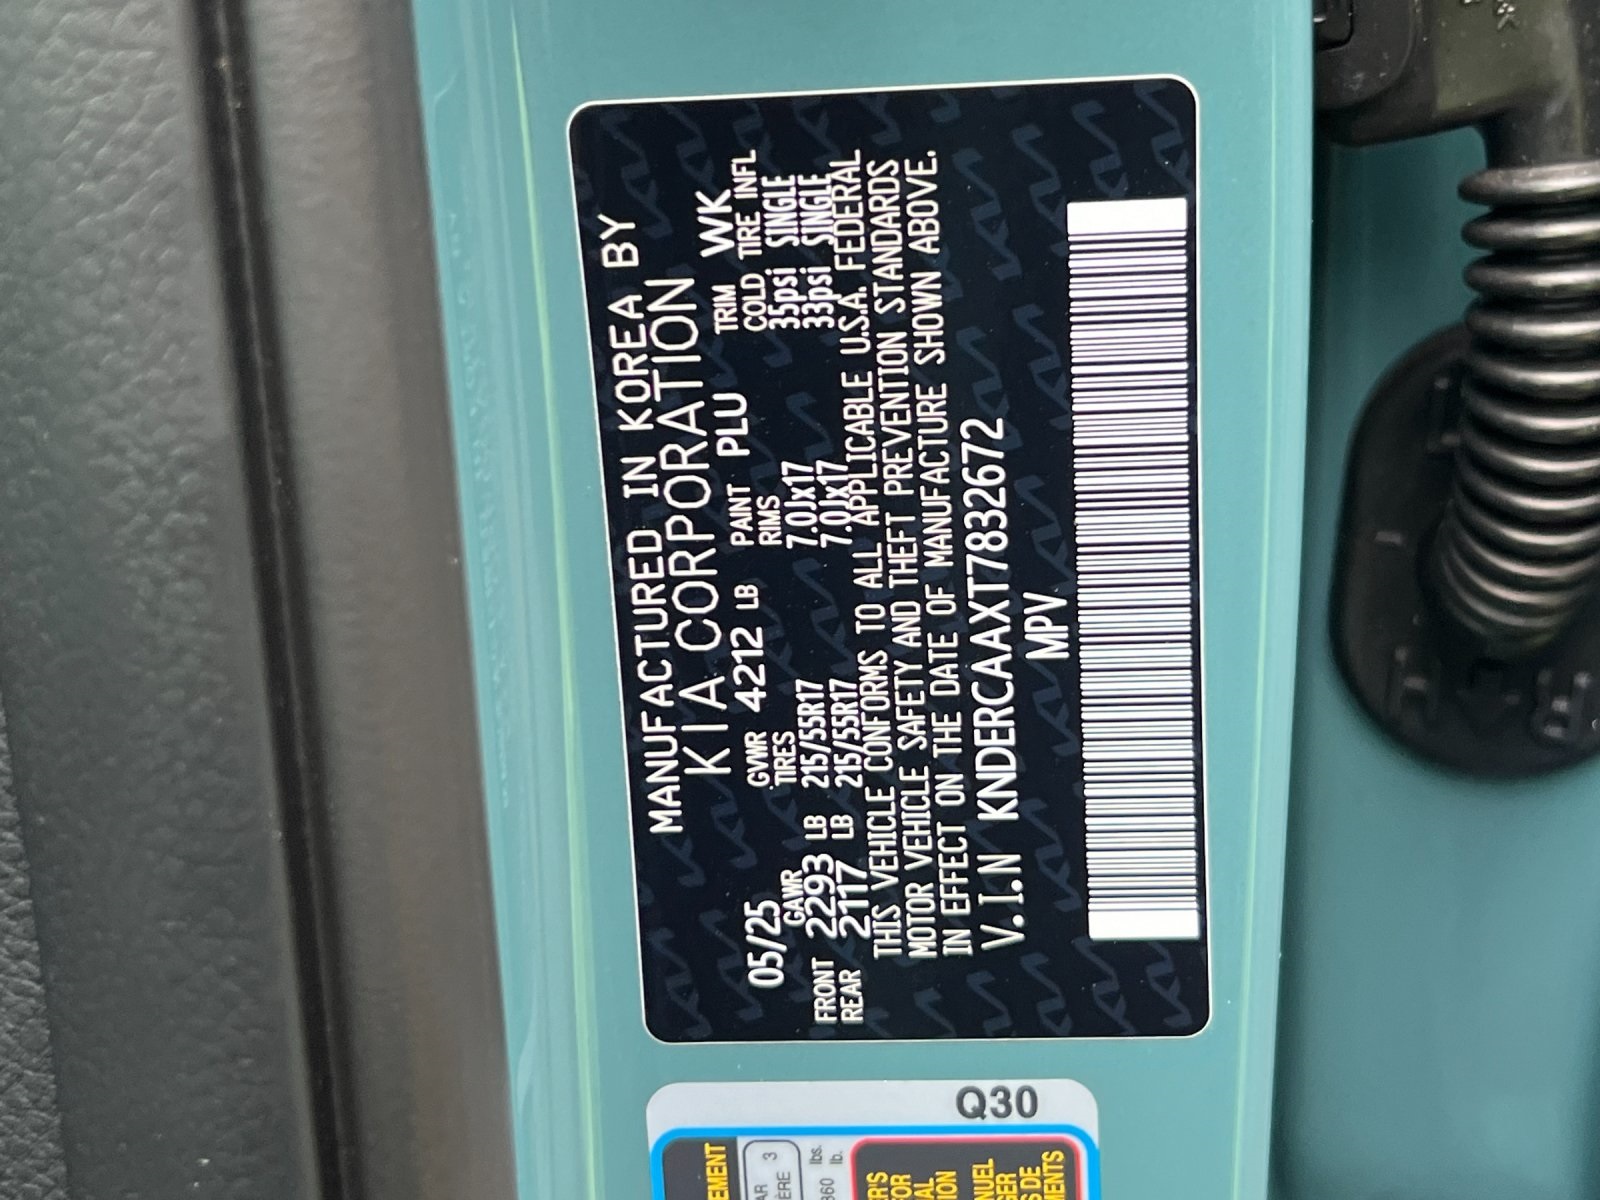 MANUFACTURED IN KOREA BY
KIA CORPORATION
05/25 GVWR 4212 LB PAINT PLU TRIM WK
GAWR TIRES RIMS COLD TIRE INFL
FRONT 2293 LB 215/55R17 7.0Jx17 35psi SINGLE
REAR 2117 LB 215/55R17 7.0Jx17 33psi SINGLE
THIS VEHICLE CONFORMS TO ALL APPLICABLE U.S.A. FEDERAL
MOTOR VEHICLE SAFETY AND THEFT PREVENTION STANDARDS
IN EFFECT ON THE DATE OF MANUFACTURE SHOWN ABOVE.
V.I.N KNDERCAAXT7832672
MPV
Q30